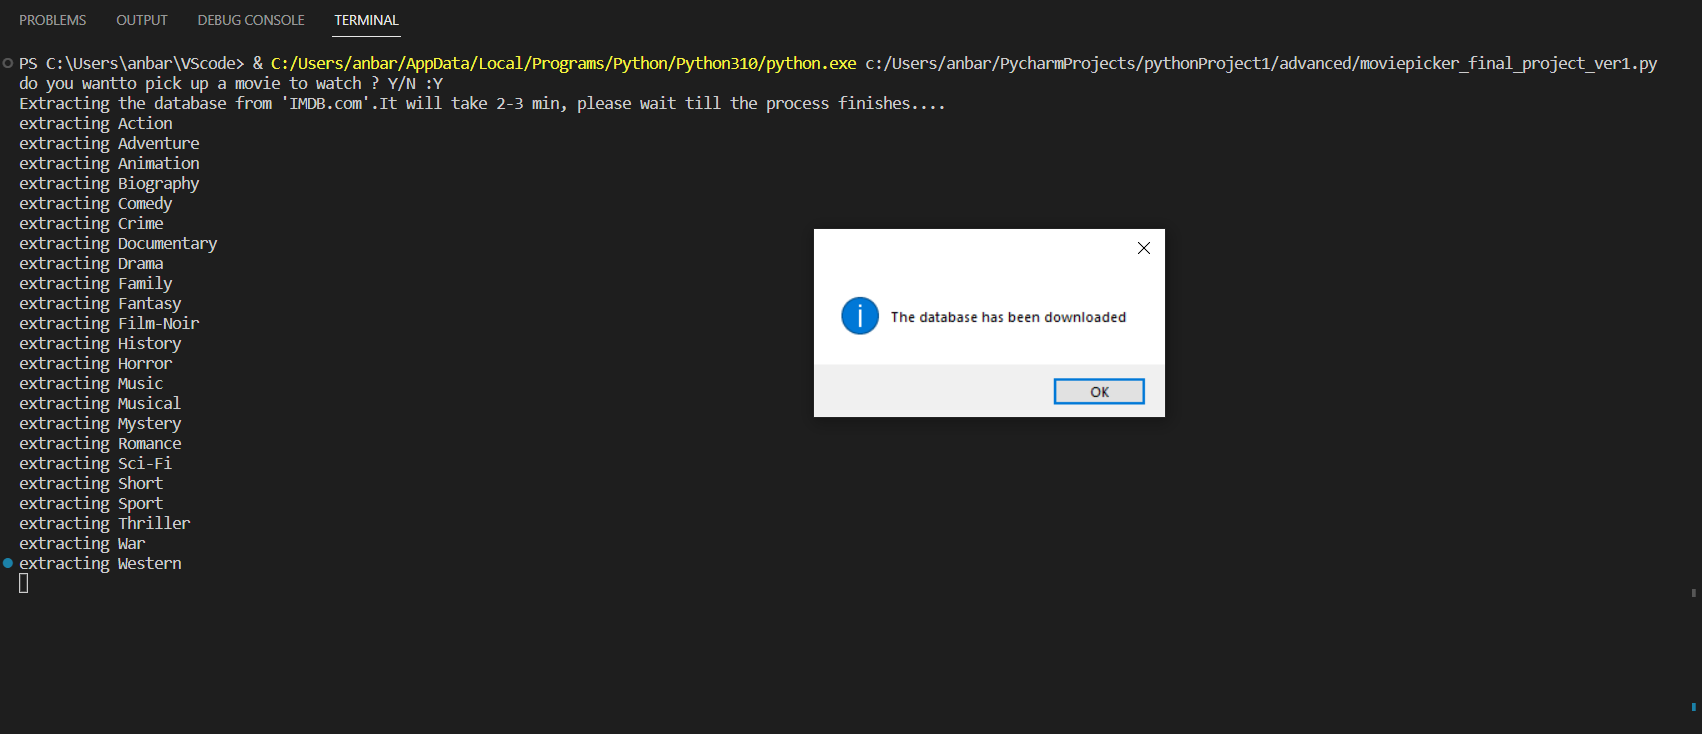 PROBLEMS OUTPUT DEBUG CONSOLE TERMINAL
PS C:\Users\anbar\VScode> & C:/Users/anbar/AppData/Local/Programs/Python/Python310/python.exe c:/Users/anbar/PycharmProjects/pythonProject1/advanced/moviepicker_final_project_ver1.py
do you wantto pick up a movie to watch ? Y/N :Y
Extracting the database from 'IMDB.com'.It will take 2-3 min, please wait till the process finishes....
extracting Action
extracting Adventure
extracting Animation
extracting Biography
extracting Comedy
extracting Crime
extracting Documentary
extracting Drama
extracting Family
extracting Fantasy
extracting Film-Noir
extracting History
extracting Horror
extracting Music
extracting Musical
extracting Mystery
extracting Romance
extracting Sci-Fi
extracting Short
extracting Sport
extracting Thriller
extracting War
extracting Western
The database has been downloaded
OK